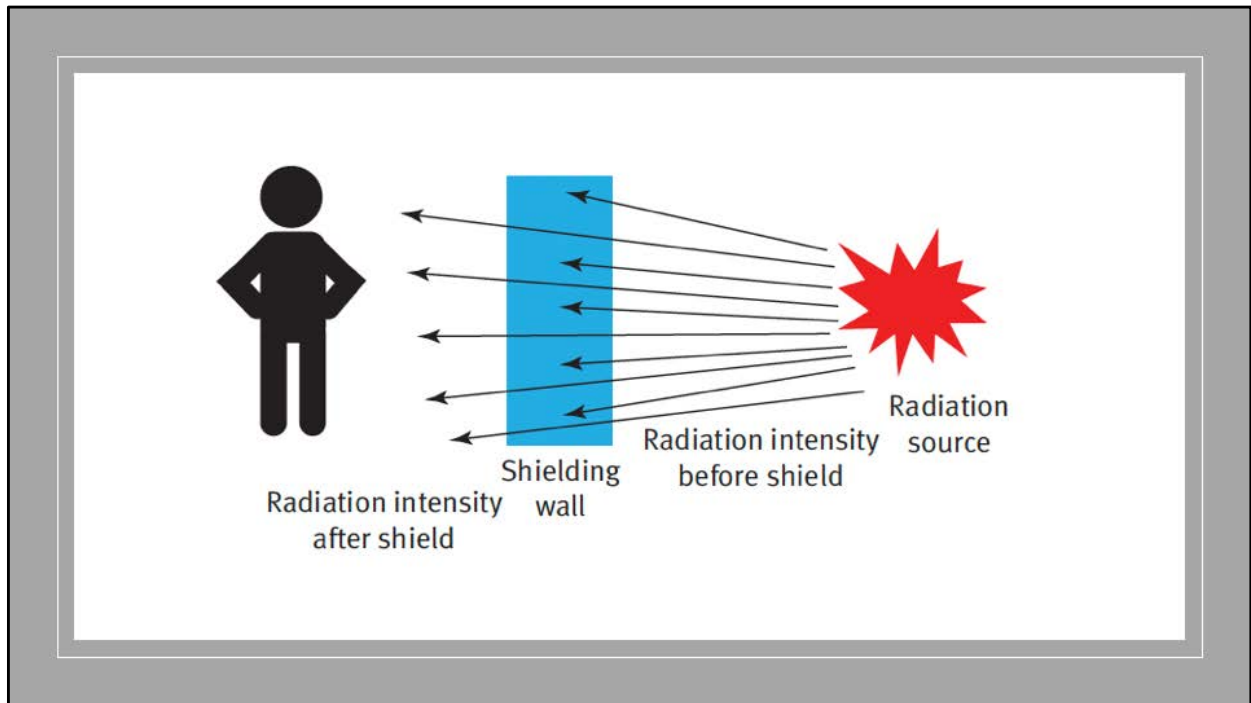 Radiation
source
Radiation intensity
before shield
Shielding
wall
Radiation intensity
after shield